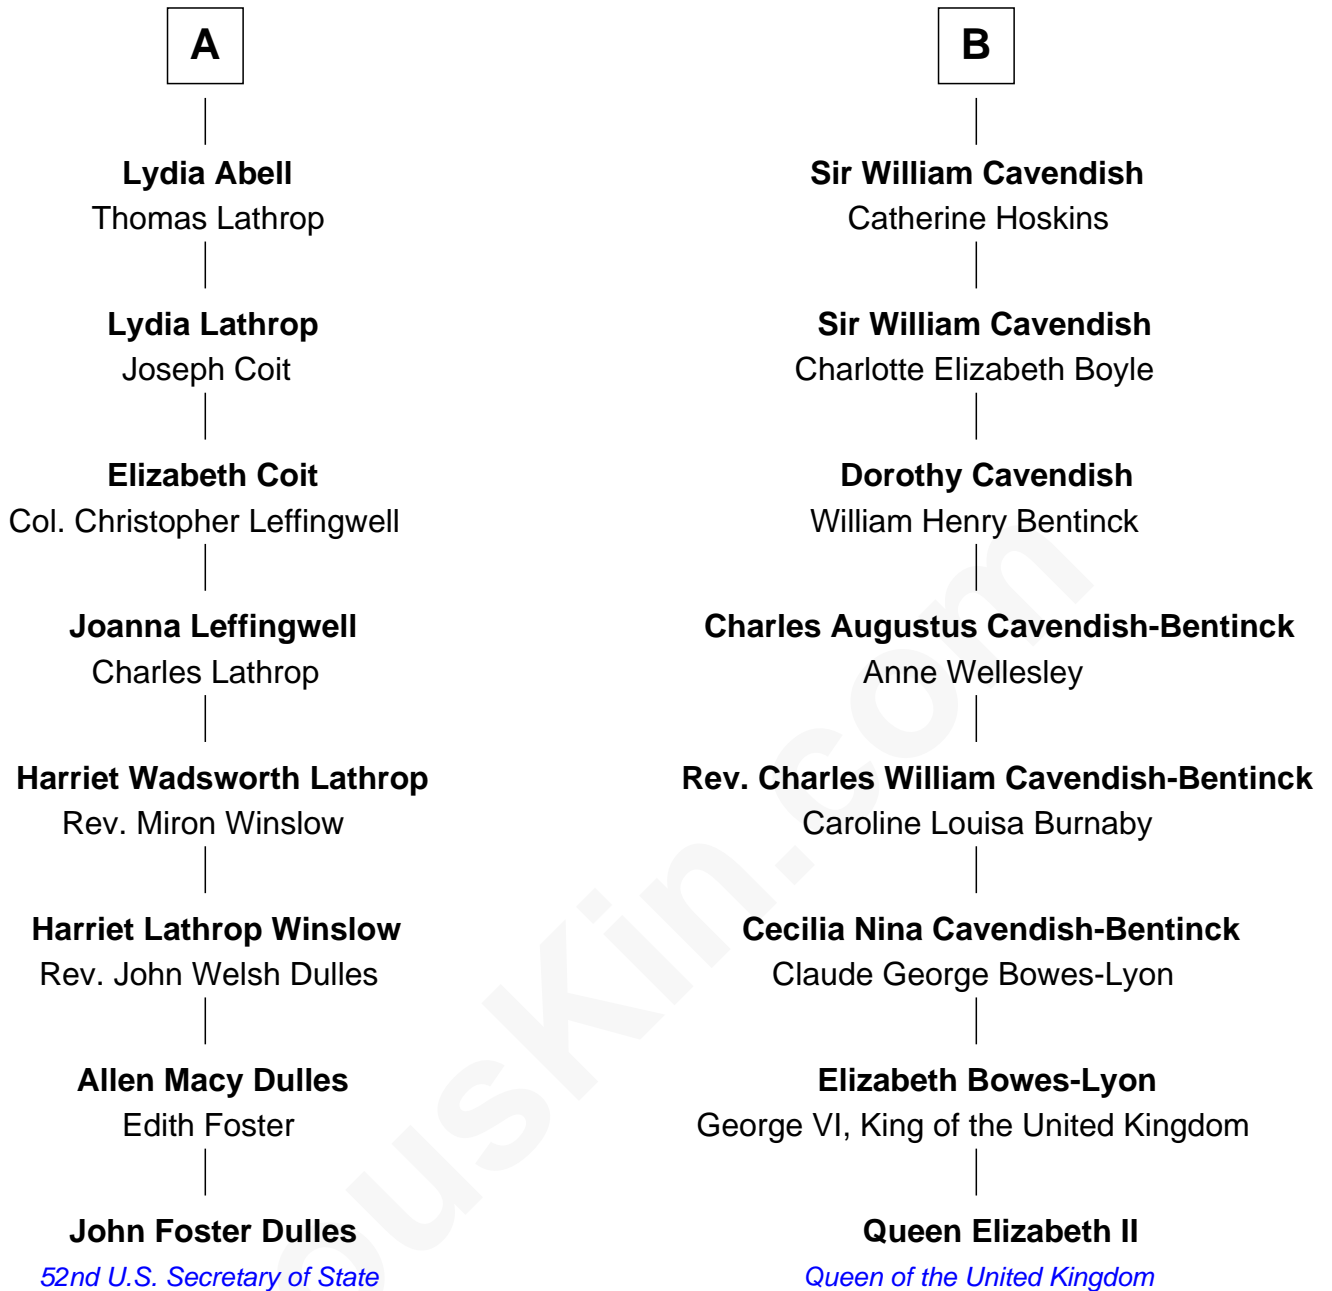 A
Lydia Abell
Thomas Lathrop
Lydia Lathrop
Joseph Coit
Elizabeth Coit
Col. Christopher Leffingwell
Joanna Leffingwell
Charles Lathrop
Harriet Wadsworth Lathrop
Rev. Miron Winslow
Harriet Lathrop Winslow
Rev. John Welsh Dulles
Allen Macy Dulles
Edith Foster
John Foster Dulles
52nd U.S. Secretary of State
B
Sir William Cavendish
Catherine Hoskins
Sir William Cavendish
Charlotte Elizabeth Boyle
Dorothy Cavendish
William Henry Bentinck
Charles Augustus Cavendish-Bentinck
Anne Wellesley
Rev. Charles William Cavendish-Bentinck
Caroline Louisa Burnaby
Cecilia Nina Cavendish-Bentinck
Claude George Bowes-Lyon
Elizabeth Bowes-Lyon
George VI, King of the United Kingdom
Queen Elizabeth II
Queen of the United Kingdom
ousKin.com